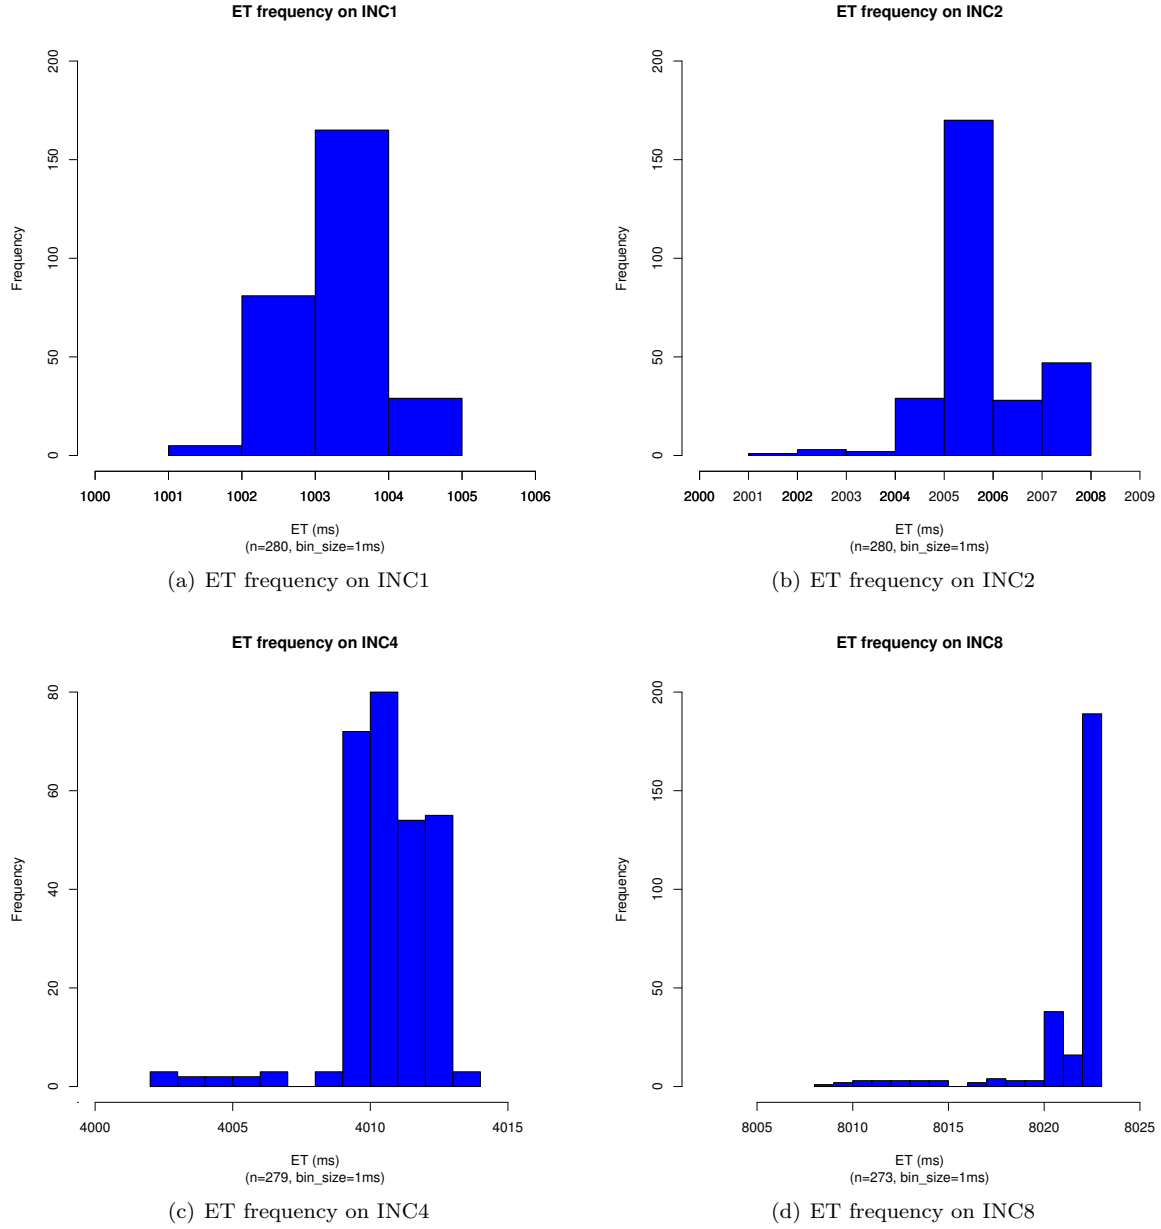 ET frequency on INC1
200
150
100
50
0
Frequency
1000 1001 1002 1003 1004 1005 1006
ET (ms)
(n=280, bin_size=1ms)
(a) ET frequency on INC1
ET frequency on INC2
200
150
100
50
0
Frequency
2000 2001 2002 2003 2004 2005 2006 2007 2008 2009
ET (ms)
(n=280, bin_size=1ms)
(b) ET frequency on INC2
ET frequency on INC4
80
60
40
20
0
Frequency
4000 4005 4010 4015
ET (ms)
(n=279, bin_size=1ms)
(c) ET frequency on INC4
ET frequency on INC8
200
150
100
50
0
Frequency
8005 8010 8015 8020 8025
ET (ms)
(n=273, bin_size=1ms)
(d) ET frequency on INC8